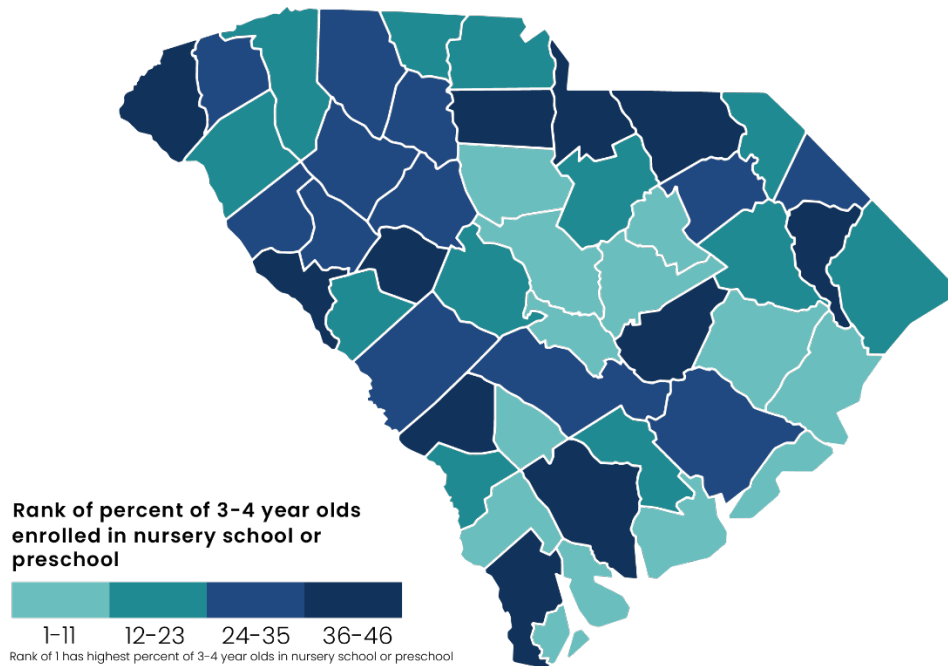 Rank of percent of 3-4 year olds
enrolled in nursery school or
preschool
1-11 12-23 24-35 36-46
Rank of 1 has highest percent of 3-4 year olds in nursery school or preschool